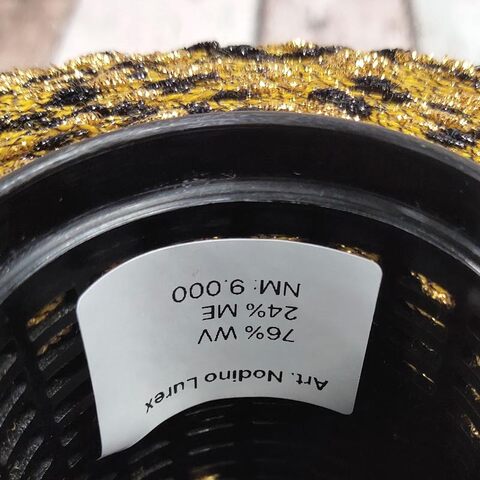 Art. Nodino Lurex
76% WV
24% ME
NM: 9.000